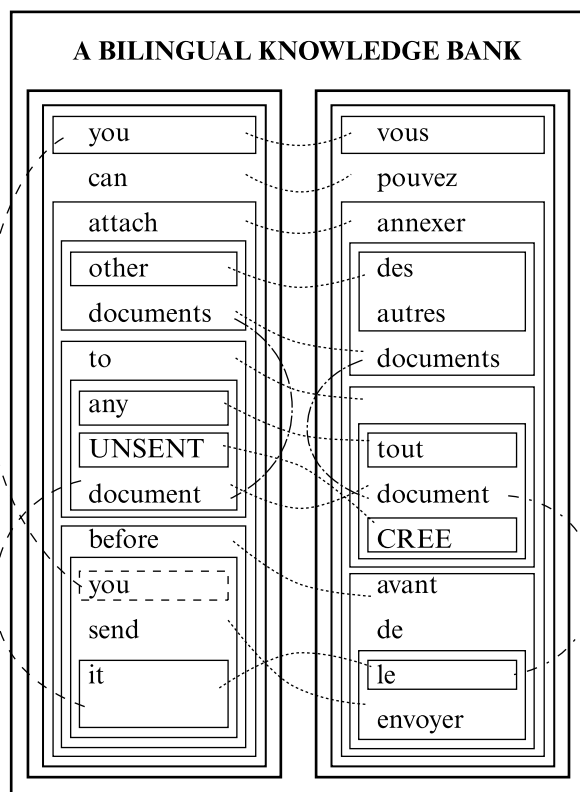 A BILINGUAL KNOWLEDGE BANK
you
can
attach
other
documents
to
any
UNSENT
document
before
you
send
it
vous
pouvez
annexer
des
autres
documents
tout
document
CREE
avant
de
le
envoyer